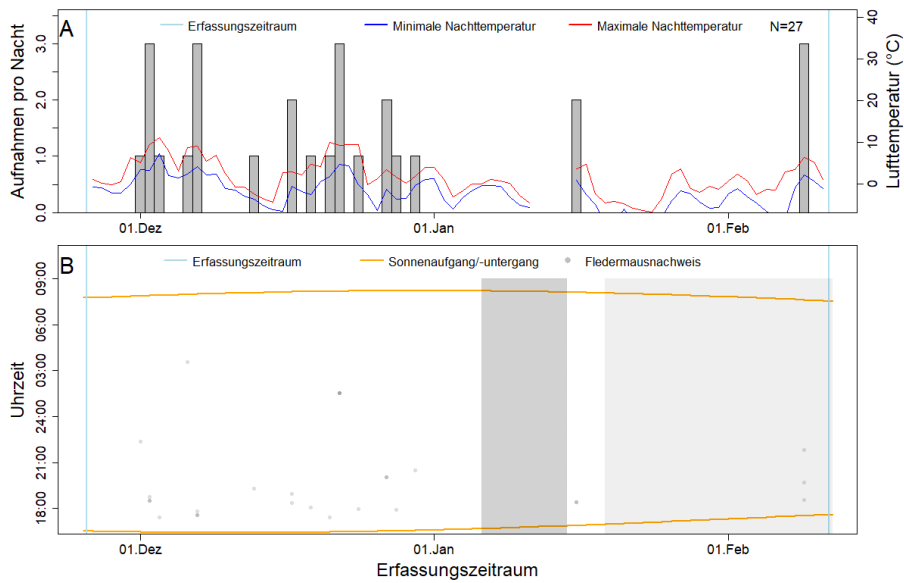 A
Erfassungszeitraum
Minimale Nachttemperatur
Maximale Nachttemperatur
N=27
Aufnahmen pro Nacht
3.0
2.0
1.0
0.0
40
30
20
10
0
Lufttemperatur (°C)
01.Dez
01.Jan
01.Feb
B
Erfassungszeitraum
Sonnenaufgang/-untergang
Fledermausnachweis
Uhrzeit
09:00
06:00
03:00
24:00
21:00
18:00
01.Dez
01.Jan
01.Feb
Erfassungszeitraum